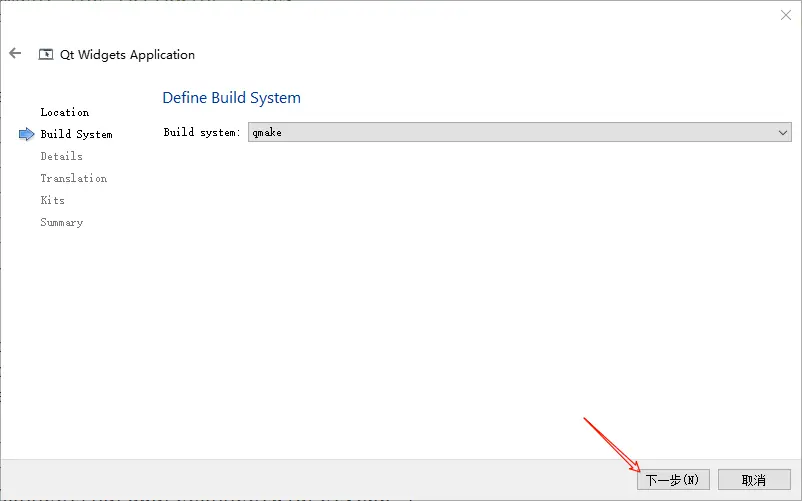 Qt Widgets Application
Define Build System
Location
Build System
Details
Translation
Kits
Summary
Build system: qmake
下一步(N)
取消